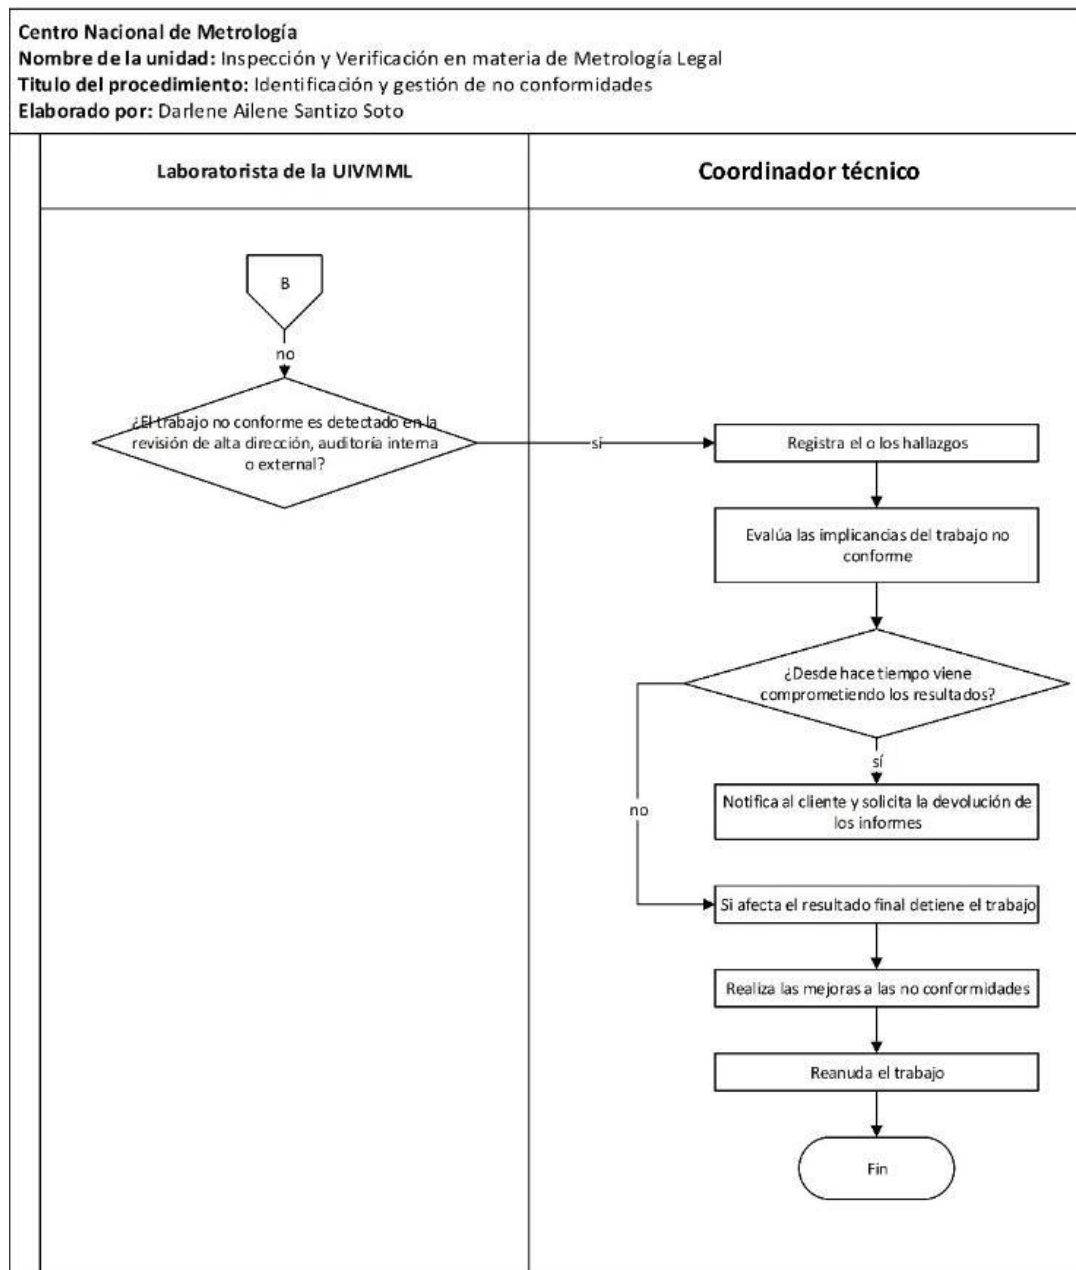 Centro Nacional de Metrología
Nombre de la unidad: Inspección y Verificación en materia de Metrología Legal
Titulo del procedimiento: Identificación y gestión de no conformidades
Elaborado por: Darlene Ailene Santizo Soto
Laboratorista de la UIVMML
Coordinador técnico
B
no
¿El trabajo no conforme es detectado en la
revisión de alta dirección, auditoría interna
o external?
sí
Registra el o los hallazgos
Evalúa las implicancias del trabajo no
conforme
¿Desde hace tiempo viene
comprometiendo los resultados?
sí
no
Notifica al cliente y solicita la devolución de
los informes
Si afecta el resultado final detiene el trabajo
Realiza las mejoras a las no conformidades
Reanuda el trabajo
Fin